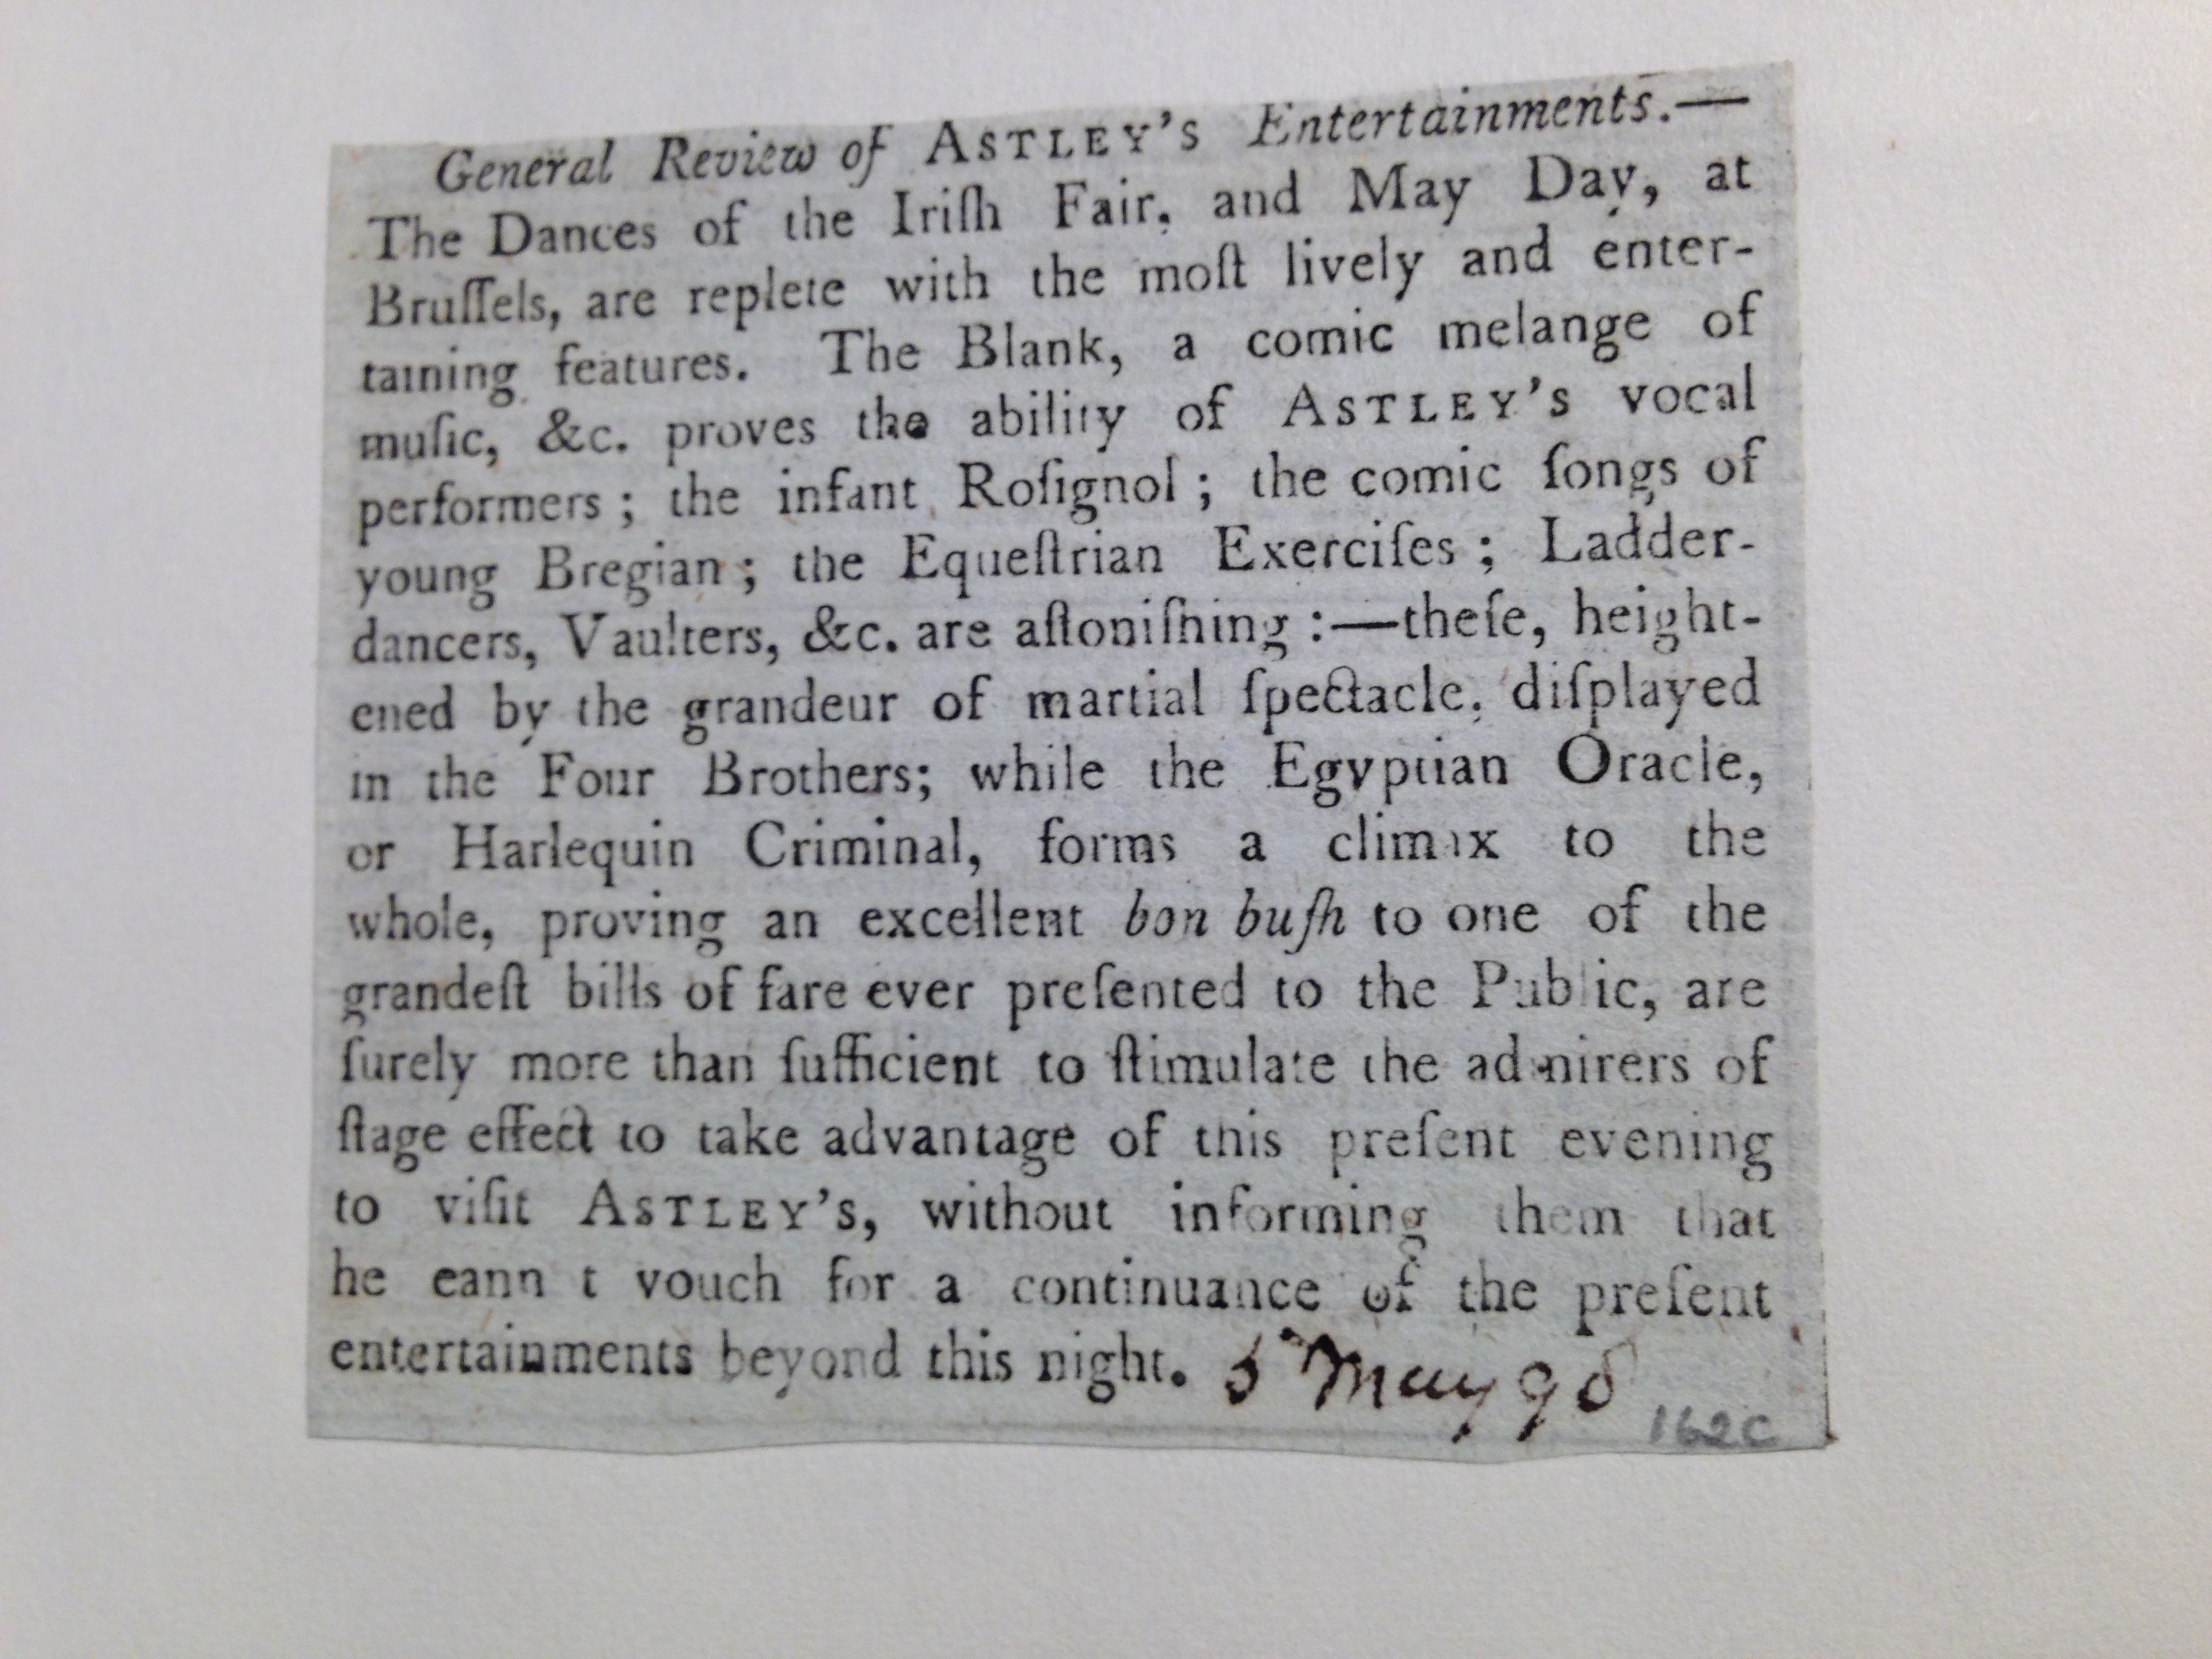 General Review of ASTLEY'S Entertainments.—
The Dances of the Iriſh Fair, and May Day, at
Bruſſels, are replete with the moſt lively and enter-
taining features. The Blank, a comic melange of
muſic, &c. proves the ability of ASTLEY'S vocal
performers; the infant Roſignol; the comic ſongs of
young Bregian; the Equeſtrian Exerciſes; Ladder-
dancers, Vaulters, &c. are aſtoniſhing:—theſe, height-
ened by the grandeur of martial ſpectacle, diſplayed
in the Four Brothers; while the Egyptian Oracle,
or Harlequin Criminal, forms a climax to the
whole, proving an excellent bon buſh to one of the
grandeſt bills of fare ever preſented to the Public, are
ſurely more than ſufficient to ſtimulate the admirers of
ſtage effect to take advantage of this preſent evening
to viſit ASTLEY'S, without informing them that
he eann t vouch for a continuance of the preſent
entertainments beyond this night. 5 May 98
162C